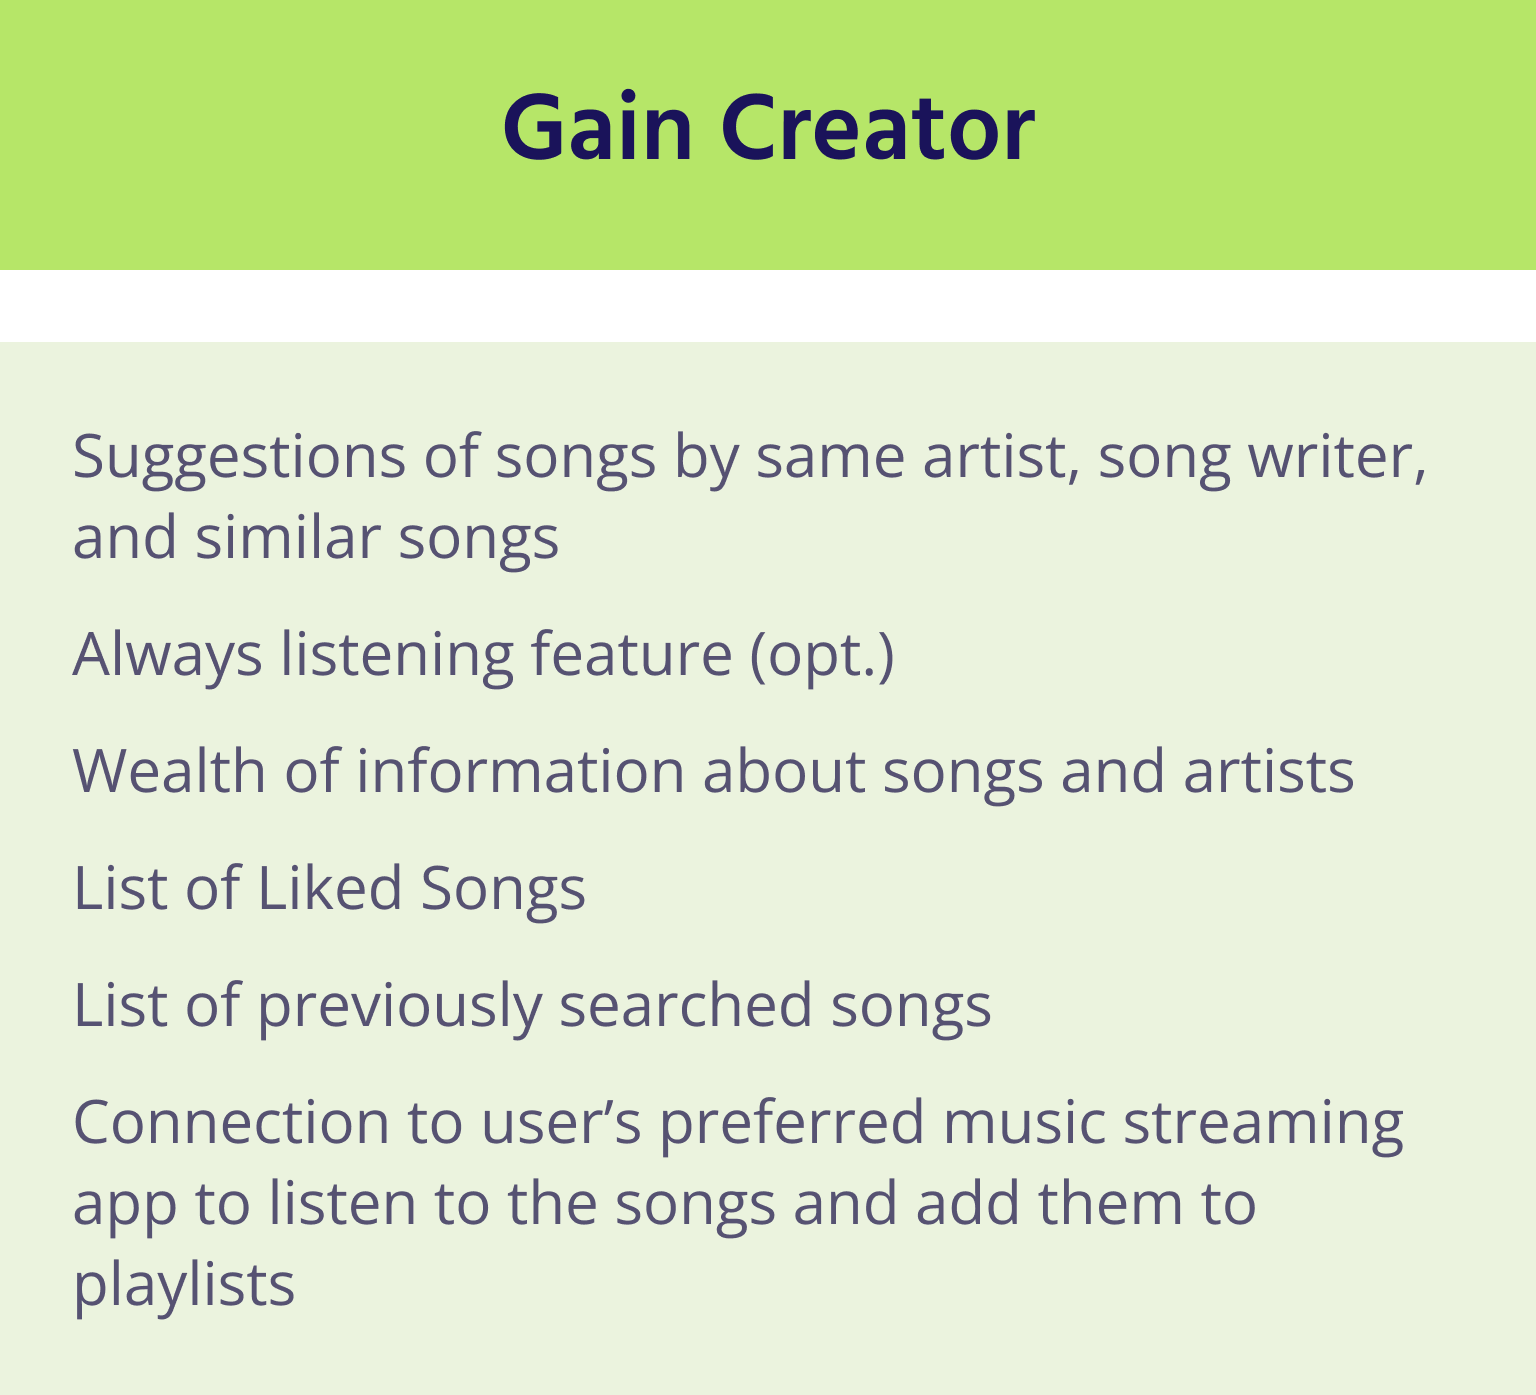 Gain Creator
Suggestions of songs by same artist, song writer,
and similar songs
Always listening feature (opt.)
Wealth of information about songs and artists
List of Liked Songs
List of previously searched songs
Connection to user’s preferred music streaming
app to listen to the songs and add them to
playlists